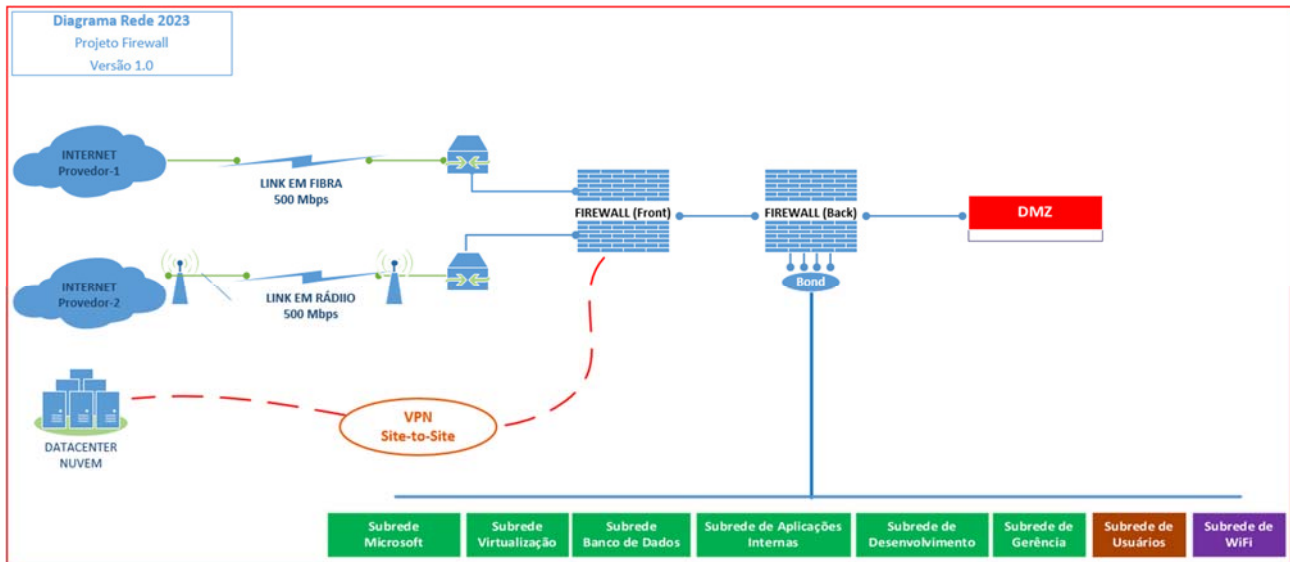 Diagrama Rede 2023
Projeto Firewall
Versão 1.0
INTERNET
Provedor-1
LINK EM FIBRA
500 Mbps
FIREWALL (Front)
FIREWALL (Back)
DMZ
INTERNET
Provedor-2
LINK EM RÁDIIO
500 Mbps
Bond
DATACENTER
NUVEM
VPN
Site-to-Site
Subrede
Microsoft
Subrede
Virtualização
Subrede
Banco de Dados
Subrede de Aplicações
Internas
Subrede de
Desenvolvimento
Subrede de
Gerência
Subrede de
Usuários
Subrede de
WiFi